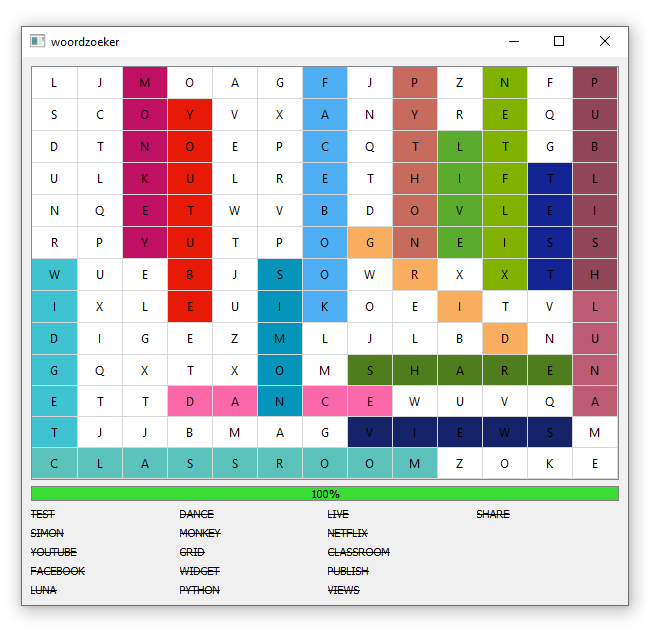 woordzoeker
L J M O A G F J P Z N F P
S C O Y V X A N Y R E Q U
D T N O E P C Q T L T G B
U L K U L R E T H I F T L
N Q E T W V B D O V L E I
R P Y U T P O G N E I S S
W U E B J S O W R X X T H
I X L E U I K O E I T V L
D I G E Z M L J L B D N U
G Q X T X O M S H A R E N
E T T D A N C E W U V Q A
T J J B M A G V I E W S M
C L A S S R O O M Z O K E
100%
TEST DANCE LIVE SHARE
SIMON MONKEY NETFLIX
YOUTUBE GRID CLASSROOM
FACEBOOK WIDGET PUBLISH
LUNA PYTHON VIEWS